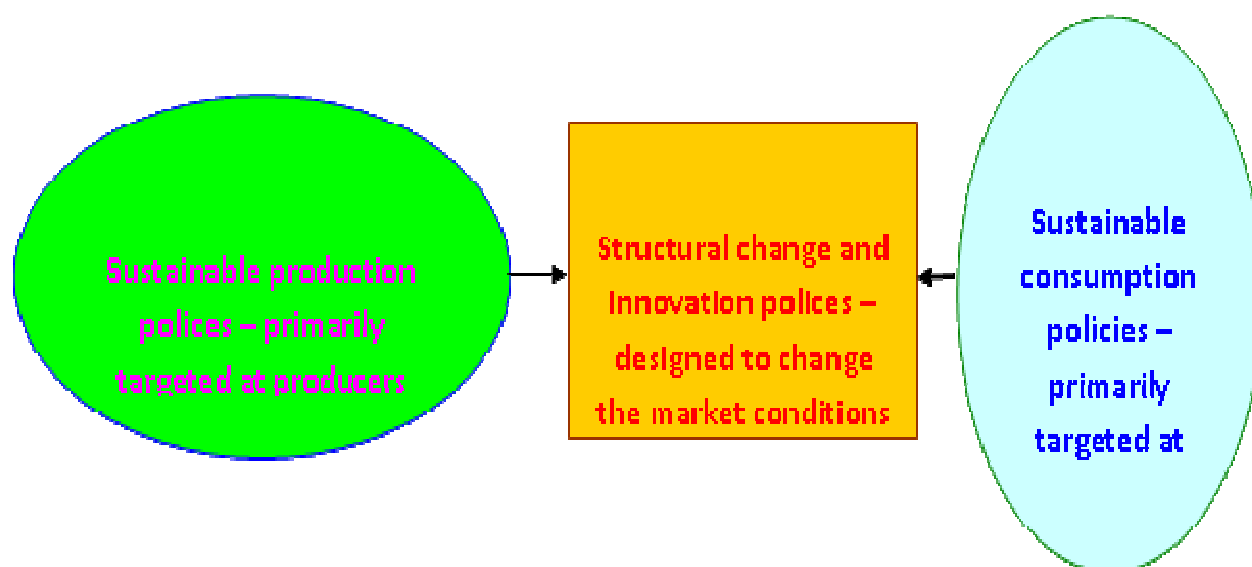 Sustainable production
polices – primarily
targeted at producers
Structural change and
innovation polices –
designed to change
the market conditions
Sustainable
consumption
policies –
primarily
targeted at